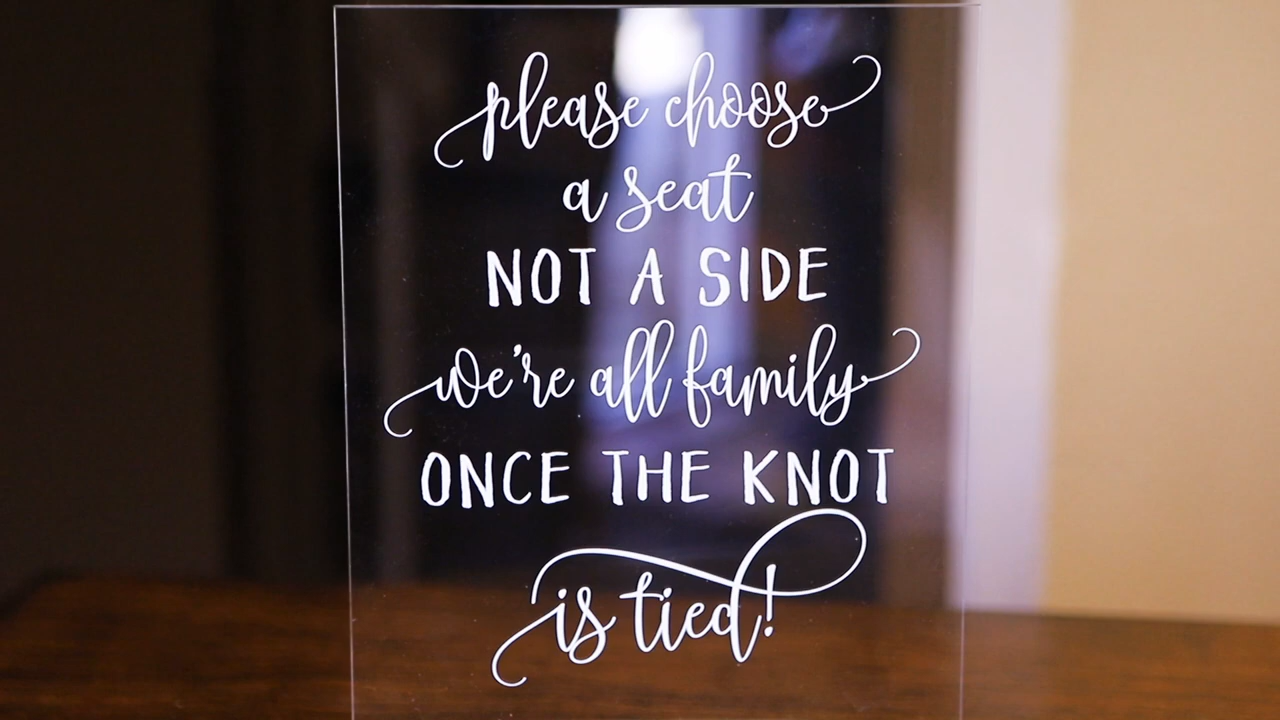 please choose
a seat
NOT A SIDE
we're all family
ONCE THE KNOT
is tied!